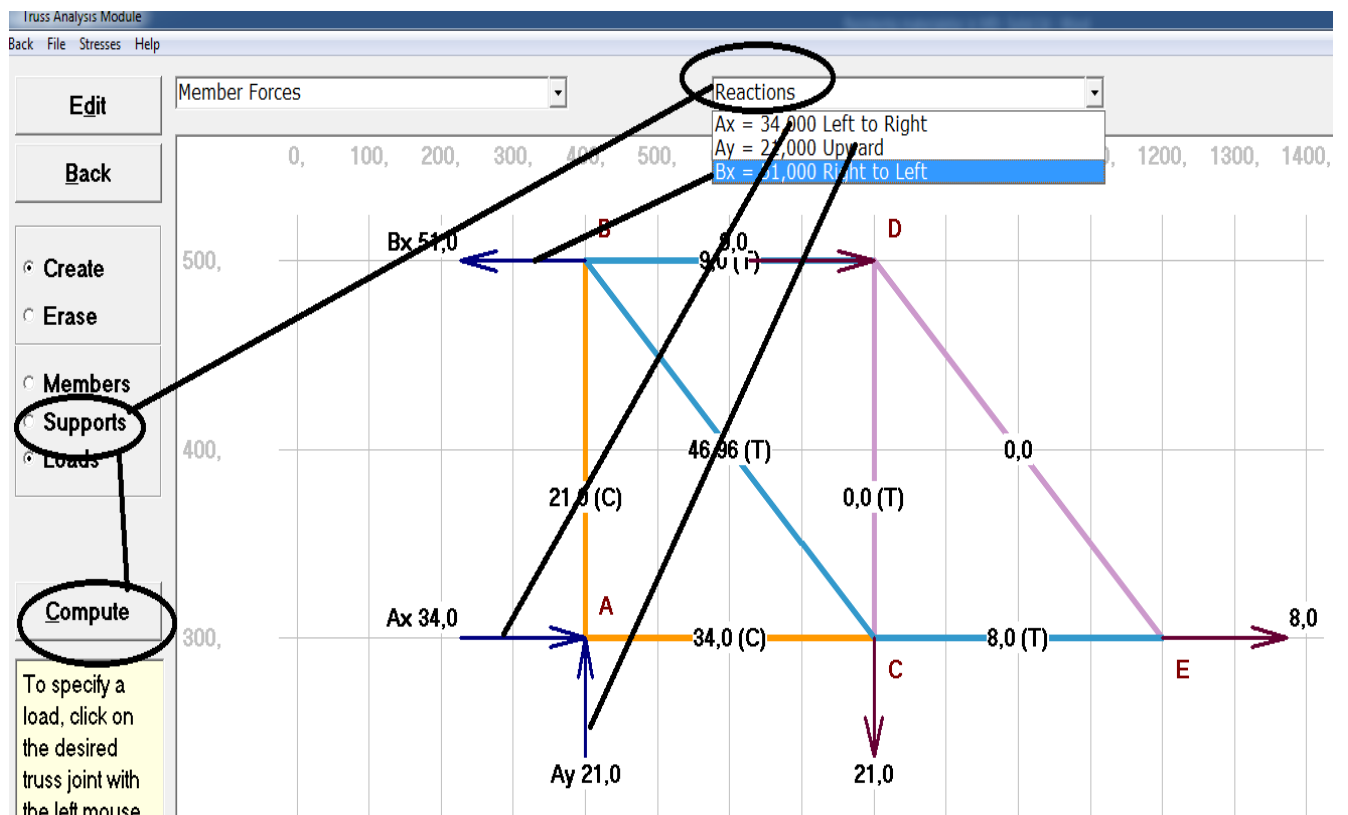 Truss Analysis Module
Back File Stresses Help
Edit
Member Forces
Reactions
Ax = 34,000 Left to Right
Ay = 21,000 Upward
Bx = 51,000 Right to Left
Back
0, 100, 200, 300, 400, 500, 1200, 1300, 1400,
Create
Erase
Members
Supports
Loads
Compute
To specify a
load, click on
the desired
truss joint with
the left mouse
500,
400,
300,
Bx 51,0
B
9,0
9,0 (T)
D
46,96 (T)
0,0
21,0 (C)
0,0 (T)
Ax 34,0
A
34,0 (C)
8,0 (T)
8,0
C
E
Ay 21,0
21,0